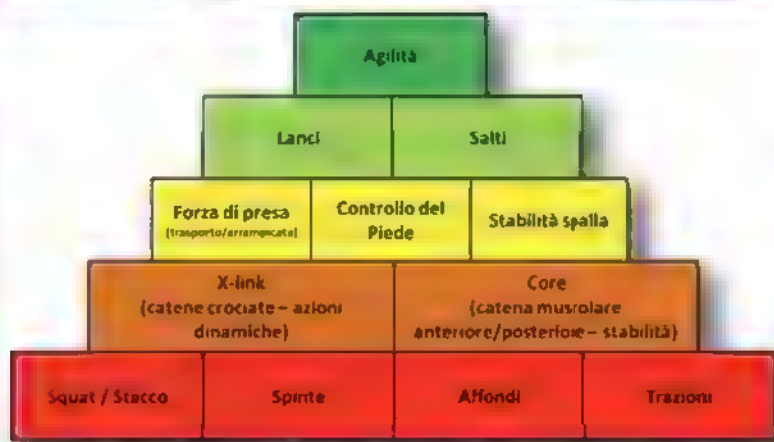 Agilità
Lanci
Salti
Forza di presa
(trasporto/arrampicata)
Controllo del
Piede
Stabilità spalla
X-link
(catene crociate – azioni
dinamiche)
Core
(catena muscolare
anteriore/posteriore – stabilità)
Squat / Stacco
Spinte
Affondi
Trazioni